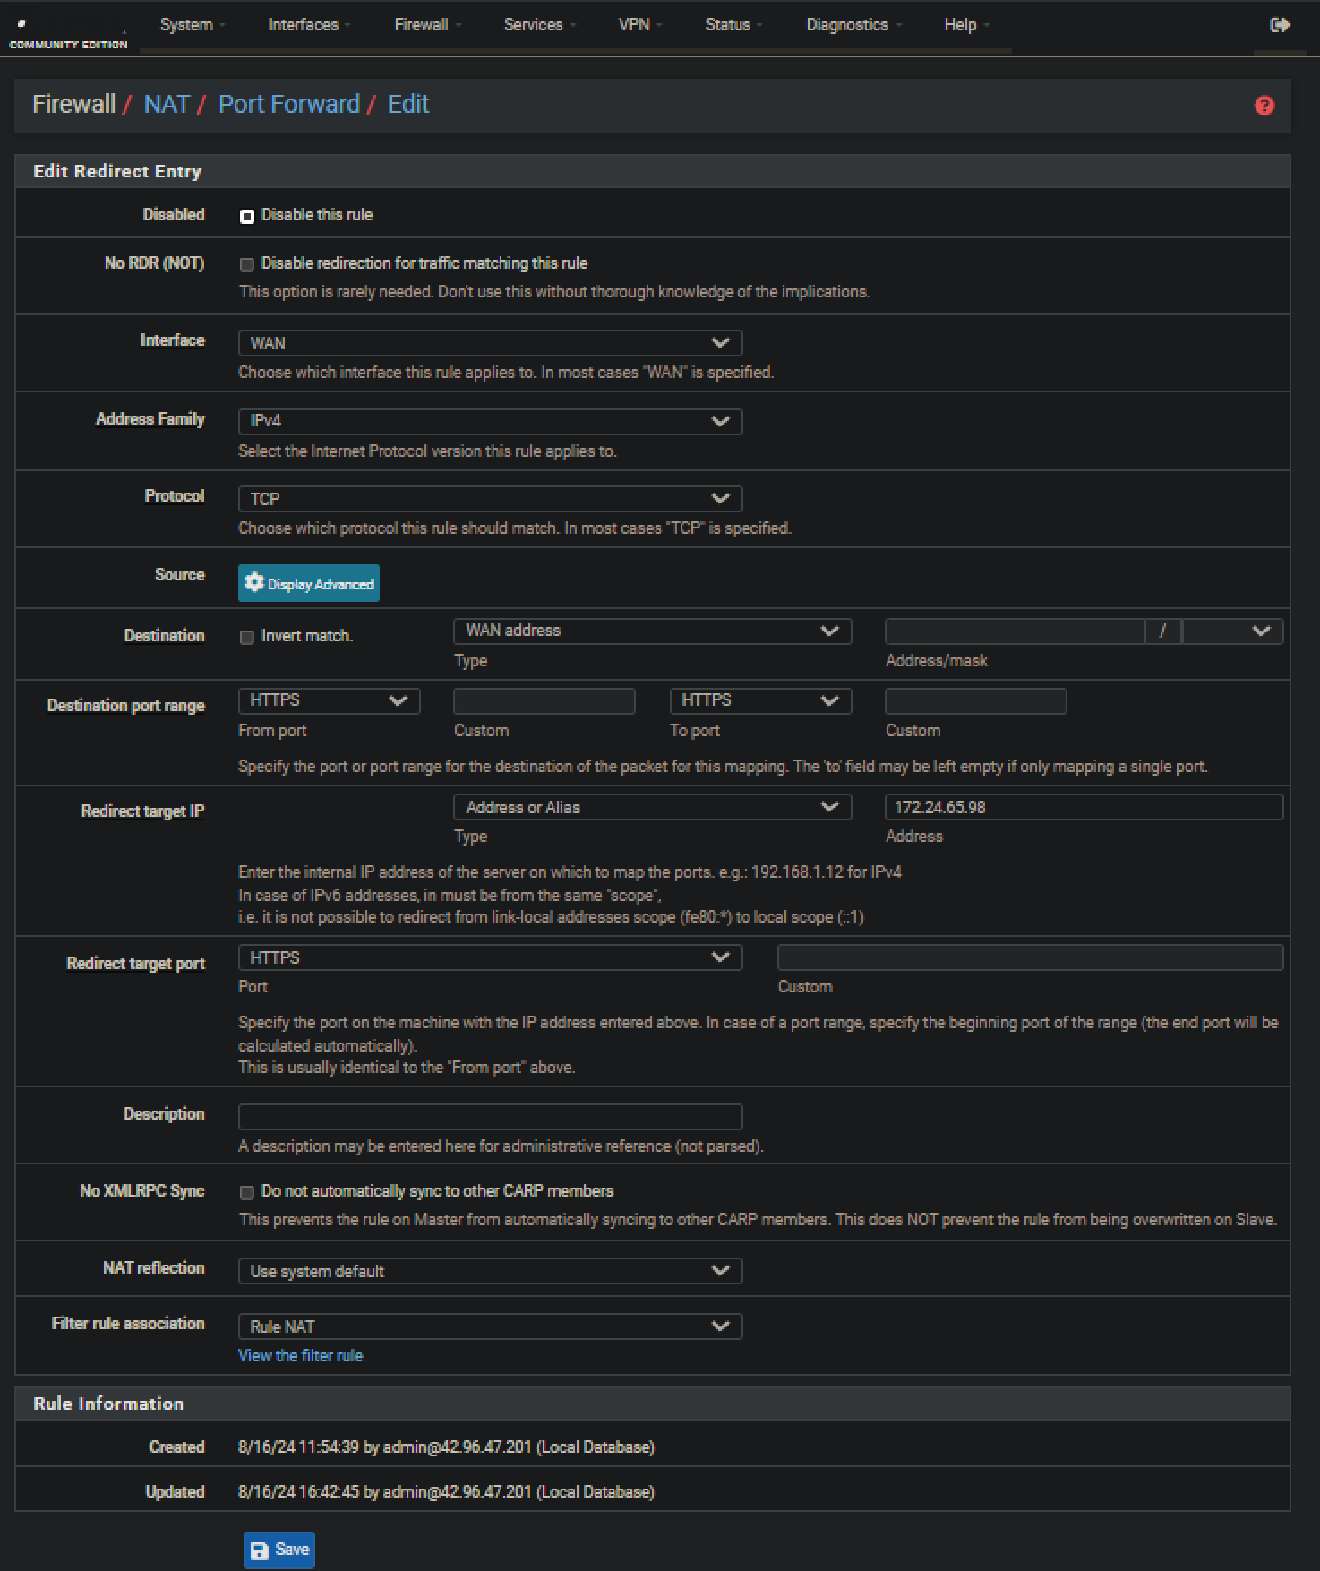 System Interfaces Firewall Services VPN Status Diagnostics Help
COMMUNITY EDITION
Firewall / NAT / Port Forward / Edit
Edit Redirect Entry
Disabled Disable this rule
No RDR (NOT) Disable redirection for traffic matching this rule
This option is rarely needed. Don't use this without thorough knowledge of the implications.
Interface WAN
Choose which interface this rule applies to. In most cases "WAN" is specified.
Address Family IPv4
Select the Internet Protocol version this rule applies to.
Protocol TCP
Choose which protocol this rule should match. In most cases "TCP" is specified.
Source Display Advanced
Destination Invert match. WAN address /
Type Address/mask
Destination port range HTTPS HTTPS
From port Custom To port Custom
Specify the port or port range for the destination of the packet for this mapping. The 'to' field may be left empty if only mapping a single port.
Redirect target IP Address or Alias 172.24.65.98
Type Address
Enter the internal IP address of the server on which to map the ports. e.g.: 192.168.1.12 for IPv4
In case of IPv6 addresses, in must be from the same "scope",
i.e. it is not possible to redirect from link-local addresses scope (fe80:*) to local scope (::1)
Redirect target port HTTPS
Port Custom
Specify the port on the machine with the IP address entered above. In case of a port range, specify the beginning port of the range (the end port will be
calculated automatically).
This is usually identical to the "From port" above.
Description
A description may be entered here for administrative reference (not parsed).
No XMLRPC Sync Do not automatically sync to other CARP members
This prevents the rule on Master from automatically syncing to other CARP members. This does NOT prevent the rule from being overwritten on Slave.
NAT reflection Use system default
Filter rule association Rule NAT
View the filter rule
Rule Information
Created 8/16/24 11:54:39 by admin@42.96.47.201 (Local Database)
Updated 8/16/24 16:42:45 by admin@42.96.47.201 (Local Database)
Save